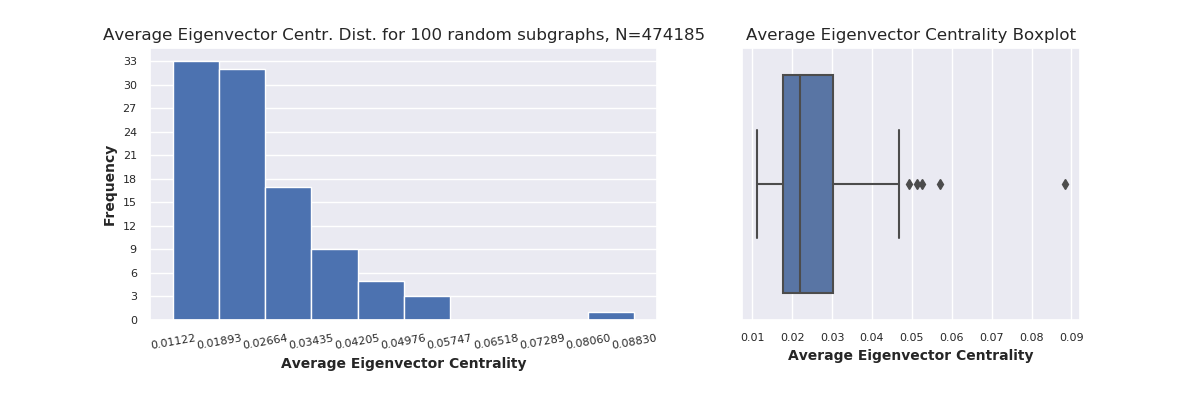 Average Eigenvector Centr. Dist. for 100 random subgraphs, N=474185
33
30
27
24
21
18
15
12
9
6
3
0
Frequency
0.01122 0.01893 0.02664 0.03435 0.04205 0.04976 0.05747 0.06518 0.07289 0.08060 0.08830
Average Eigenvector Centrality
Average Eigenvector Centrality Boxplot
0.01 0.02 0.03 0.04 0.05 0.06 0.07 0.08 0.09
Average Eigenvector Centrality